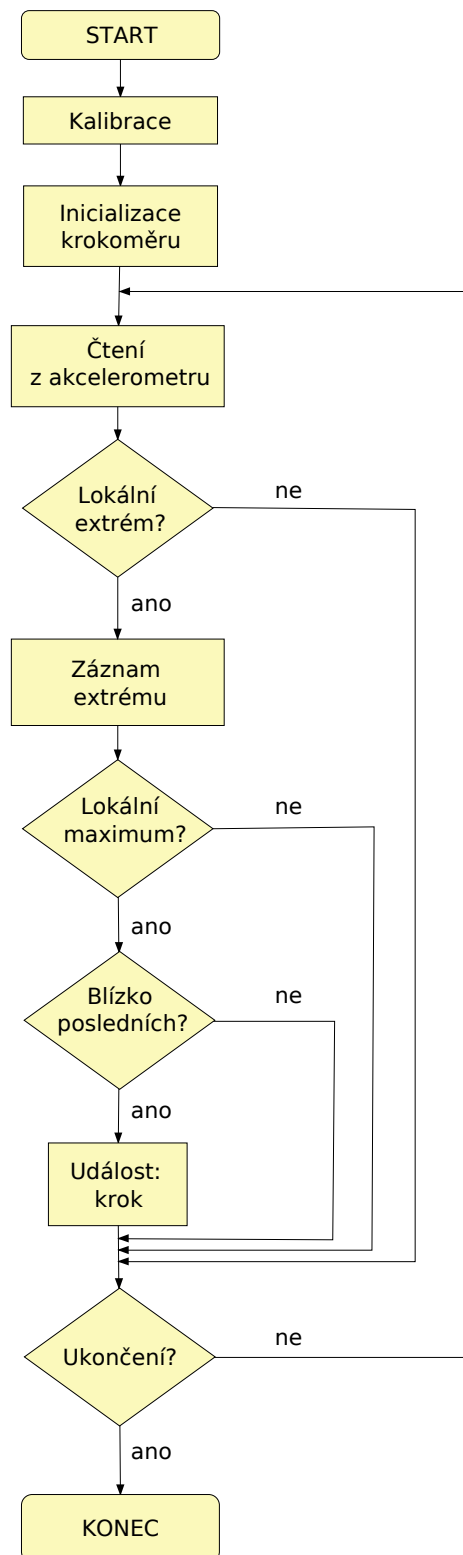 START
Kalibrace
Inicializace
krokoměru
Čtení
z akcelerometru
Lokální
extrém?
ne
ano
Záznam
extrému
Lokální
maximum?
ne
ano
Blízko
posledních?
ne
ano
Událost:
krok
Ukončení?
ne
ano
KONEC